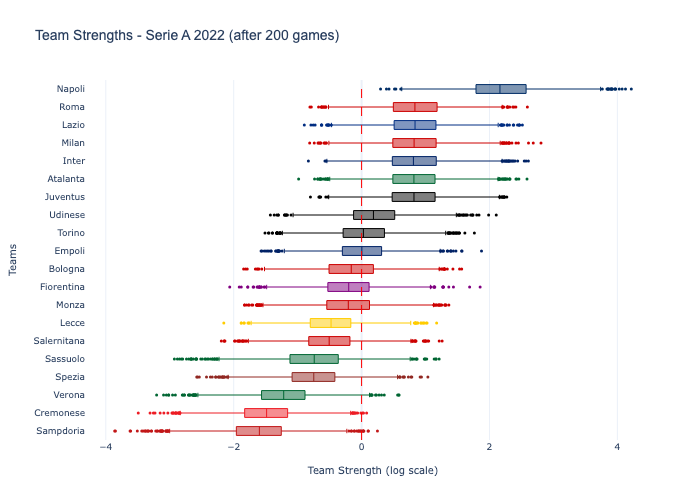 Team Strengths - Serie A 2022 (after 200 games)
Napoli
Roma
Lazio
Milan
Inter
Atalanta
Juventus
Udinese
Torino
Empoli
Bologna
Fiorentina
Monza
Lecce
Salernitana
Sassuolo
Spezia
Verona
Cremonese
Sampdoria
Teams
−4 −2 0 2 4
Team Strength (log scale)